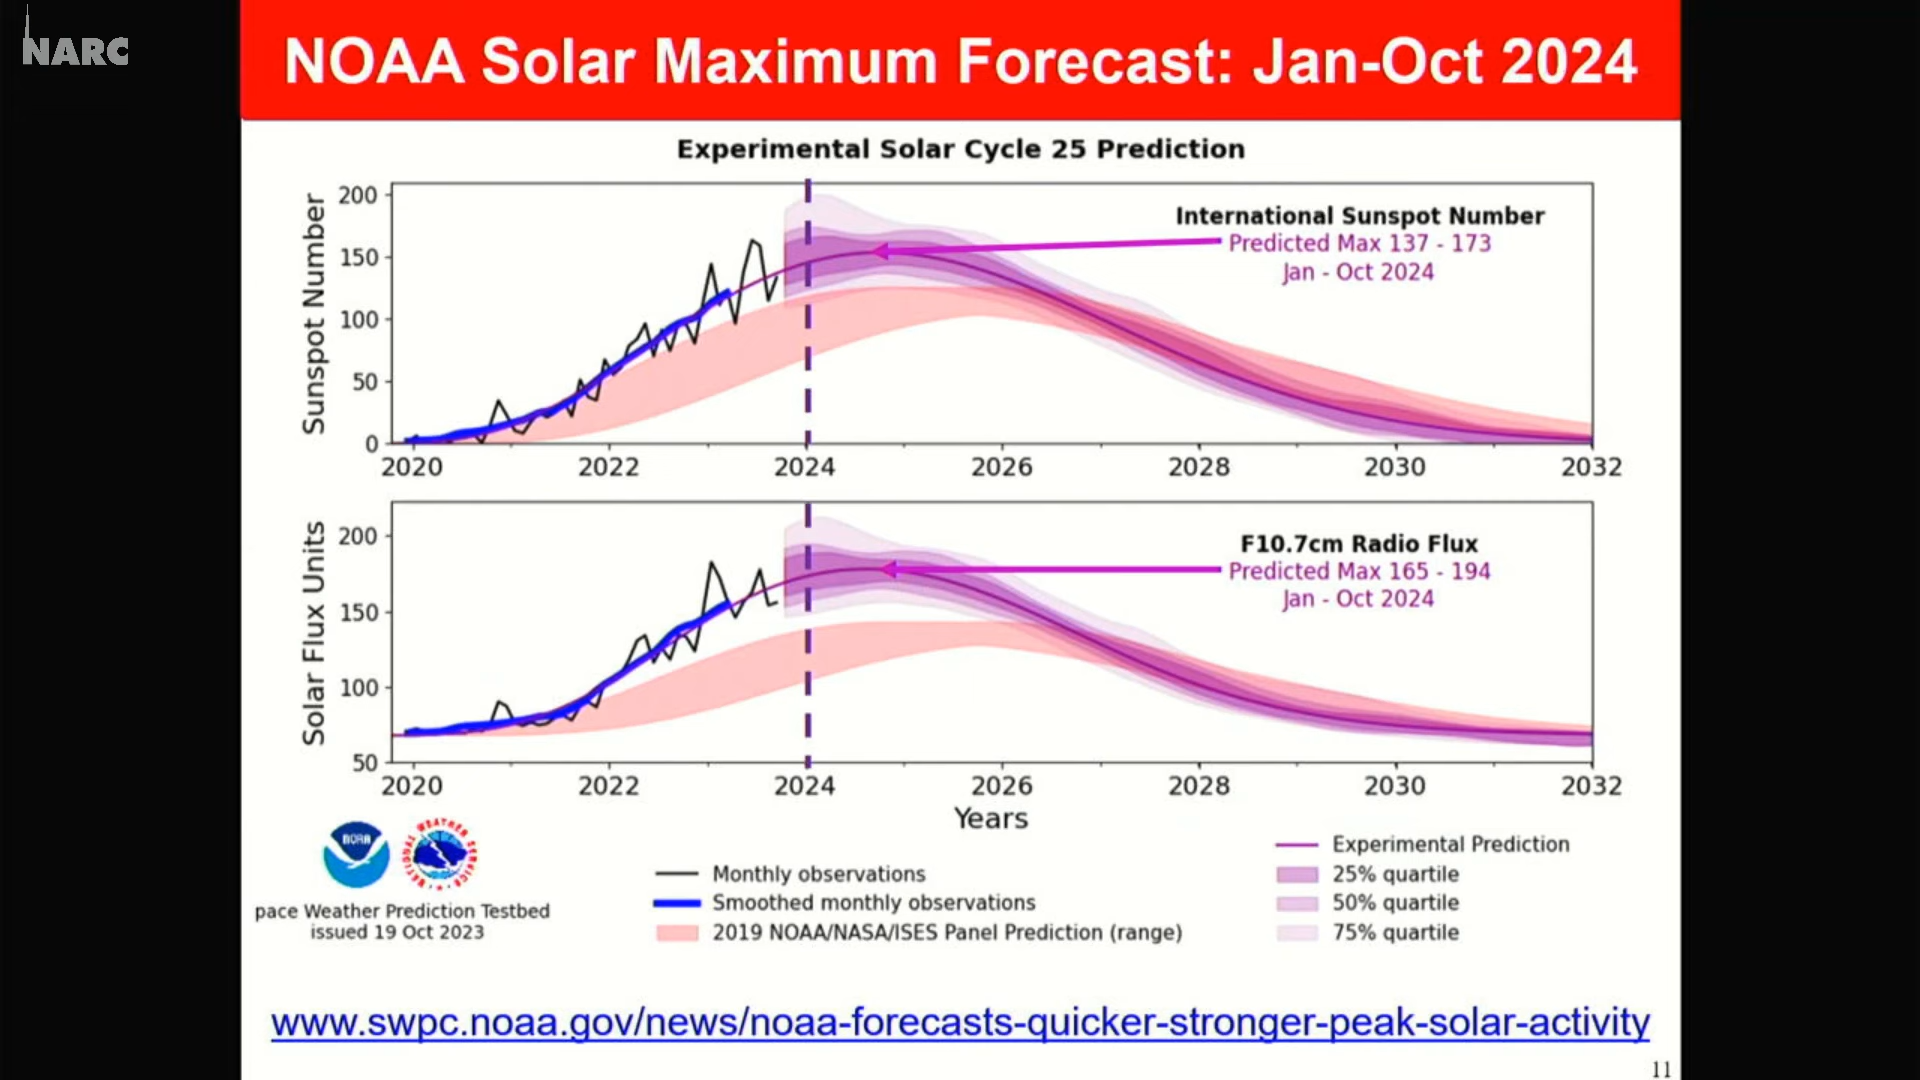 NARC
NOAA Solar Maximum Forecast: Jan-Oct 2024
Experimental Solar Cycle 25 Prediction
Sunspot Number
200
150
100
50
0
International Sunspot Number
Predicted Max 137 - 173
Jan - Oct 2024
2020 2022 2024 2026 2028 2030 2032
Solar Flux Units
200
150
100
50
F10.7cm Radio Flux
Predicted Max 165 - 194
Jan - Oct 2024
2020 2022 2024 2026 2028 2030 2032
Years
NOAA
NATIONAL WEATHER SERVICE
pace Weather Prediction Testbed
issued 19 Oct 2023
Monthly observations
Smoothed monthly observations
2019 NOAA/NASA/ISES Panel Prediction (range)
Experimental Prediction
25% quartile
50% quartile
75% quartile
www.swpc.noaa.gov/news/noaa-forecasts-quicker-stronger-peak-solar-activity
11